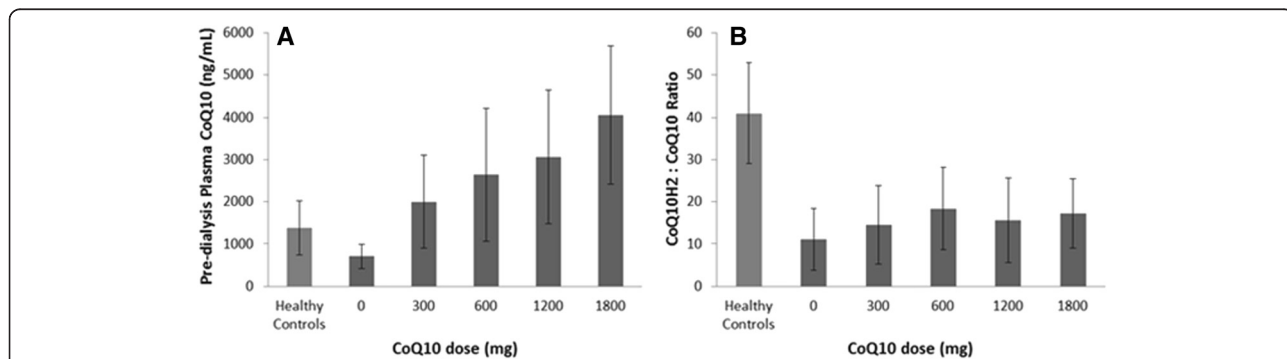 A
Pre-dialysis Plasma CoQ10 (ng/mL)
6000
5000
4000
3000
2000
1000
0
Healthy
Controls
0
300
600
1200
1800
CoQ10 dose (mg)
B
CoQ10H2 : CoQ10 Ratio
60
50
40
30
20
10
0
Healthy
Controls
0
300
600
1200
1800
CoQ10 dose (mg)